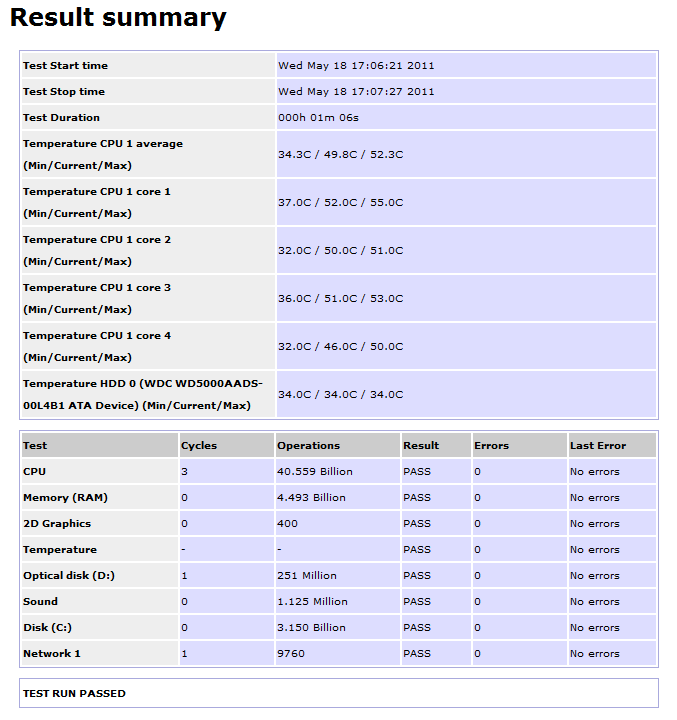 Result summary
Test Start time Wed May 18 17:06:21 2011
Test Stop time Wed May 18 17:07:27 2011
Test Duration 000h 01m 06s
Temperature CPU 1 average
(Min/Current/Max) 34.3C / 49.8C / 52.3C
Temperature CPU 1 core 1
(Min/Current/Max) 37.0C / 52.0C / 55.0C
Temperature CPU 1 core 2
(Min/Current/Max) 32.0C / 50.0C / 51.0C
Temperature CPU 1 core 3
(Min/Current/Max) 36.0C / 51.0C / 53.0C
Temperature CPU 1 core 4
(Min/Current/Max) 32.0C / 46.0C / 50.0C
Temperature HDD 0 (WDC WD5000AADS-
00L4B1 ATA Device) (Min/Current/Max) 34.0C / 34.0C / 34.0C
Test Cycles Operations Result Errors Last Error
CPU 3 40.559 Billion PASS 0 No errors
Memory (RAM) 0 4.493 Billion PASS 0 No errors
2D Graphics 0 400 PASS 0 No errors
Temperature - - PASS 0 No errors
Optical disk (D:) 1 251 Million PASS 0 No errors
Sound 0 1.125 Million PASS 0 No errors
Disk (C:) 0 3.150 Billion PASS 0 No errors
Network 1 1 9760 PASS 0 No errors
TEST RUN PASSED